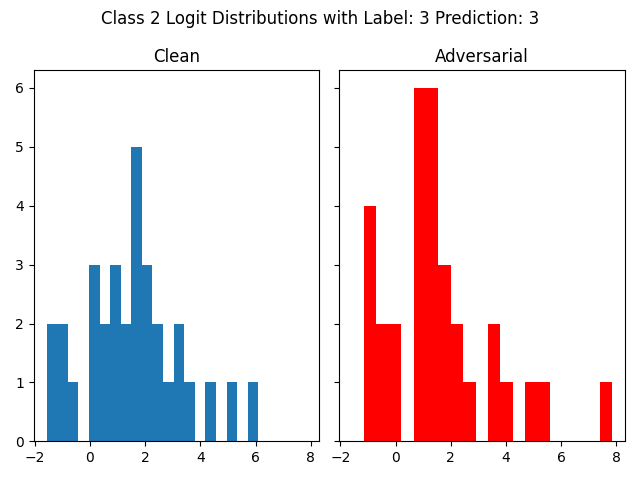 Class 2 Logit Distributions with Label: 3 Prediction: 3
Clean
Adversarial
6
5
4
3
2
1
0
−2 0 2 4 6 8
−2 0 2 4 6 8